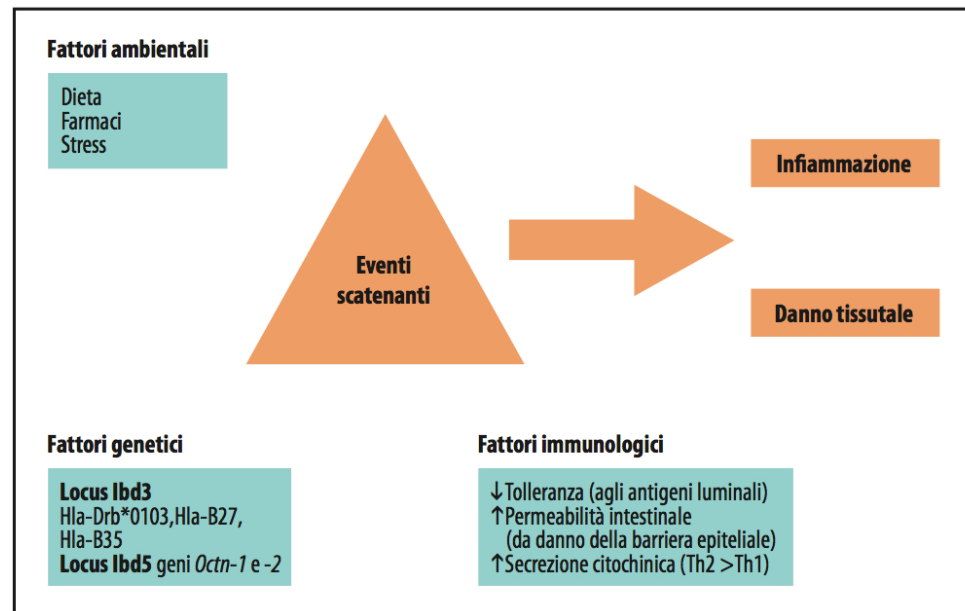 Fattori ambientali
Dieta
Farmaci
Stress
Eventi
scatenanti
Infiammazione
Danno tissutale
Fattori genetici
Locus Ibd3
Hla-Drb*0103,Hla-B27,
Hla-B35
Locus Ibd5 geni Octn-1 e -2
Fattori immunologici
↓Tolleranza (agli antigeni luminali)
↑Permeabilità intestinale
(da danno della barriera epiteliale)
↑Secrezione citochinica (Th2 >Th1)